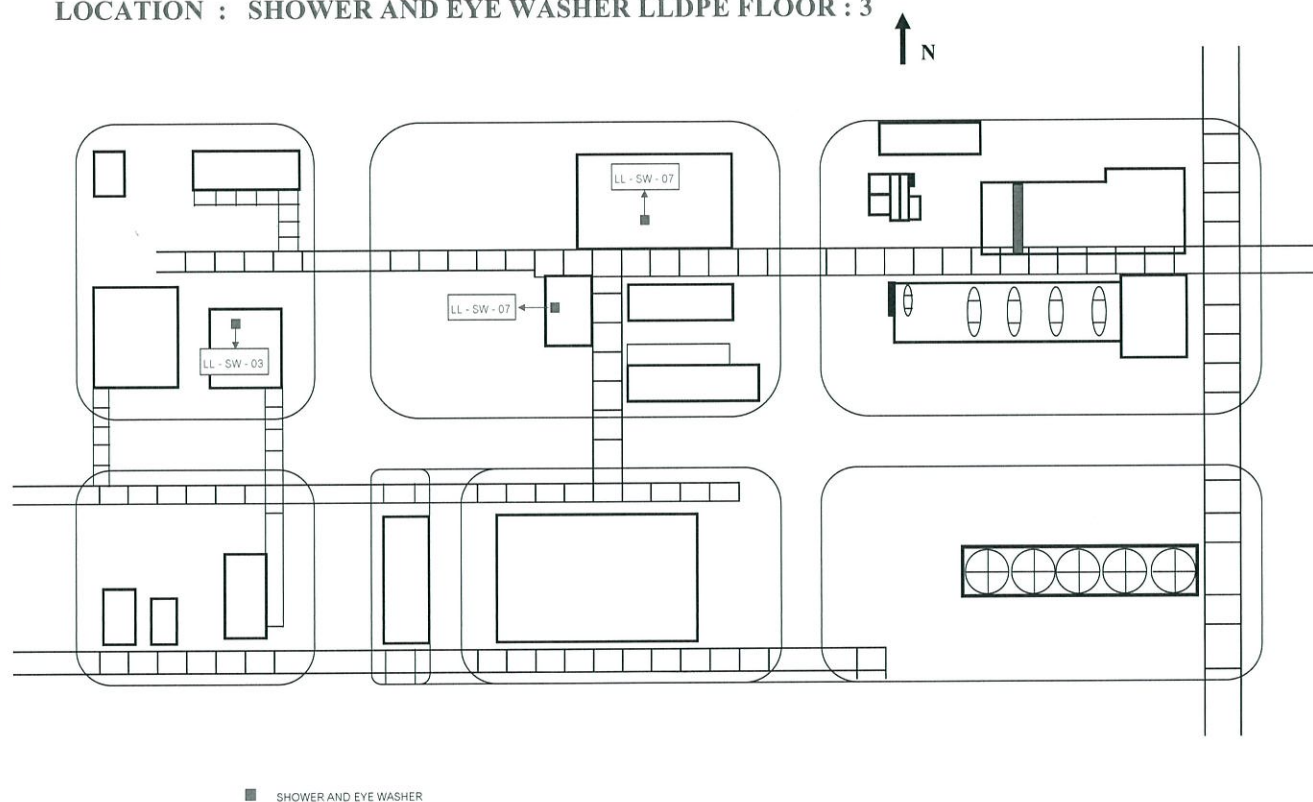 LOCATION : SHOWER AND EYE WASHER LLDPE FLOOR : 3
N
LL - SW - 07
LL - SW - 07
LL - SW - 03
SHOWER AND EYE WASHER